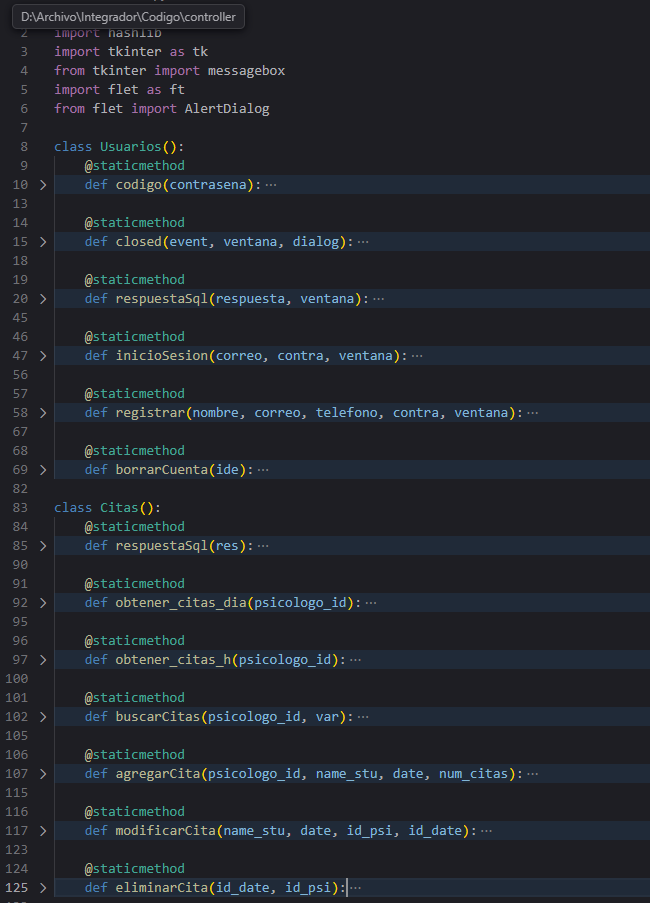 D:\Archivo\Integrador\Codigo\controller
2 import hashlib
3 import tkinter as tk
4 from tkinter import messagebox
5 import flet as ft
6 from flet import AlertDialog
7
8 class Usuarios():
9 @staticmethod
10 > def codigo(contrasena): ···
13
14 @staticmethod
15 > def closed(event, ventana, dialog): ···
18
19 @staticmethod
20 > def respuestaSql(respuesta, ventana): ···
45
46 @staticmethod
47 > def inicioSesion(correo, contra, ventana): ···
56
57 @staticmethod
58 > def registrar(nombre, correo, telefono, contra, ventana): ···
67
68 @staticmethod
69 > def borrarCuenta(ide): ···
82
83 class Citas():
84 @staticmethod
85 > def respuestaSql(res): ···
90
91 @staticmethod
92 > def obtener_citas_dia(psicologo_id): ···
95
96 @staticmethod
97 > def obtener_citas_h(psicologo_id): ···
100
101 @staticmethod
102 > def buscarCitas(psicologo_id, var): ···
105
106 @staticmethod
107 > def agregarCita(psicologo_id, name_stu, date, num_citas): ···
115
116 @staticmethod
117 > def modificarCita(name_stu, date, id_psi, id_date): ···
123
124 @staticmethod
125 > def eliminarCita(id_date, id_psi): ···